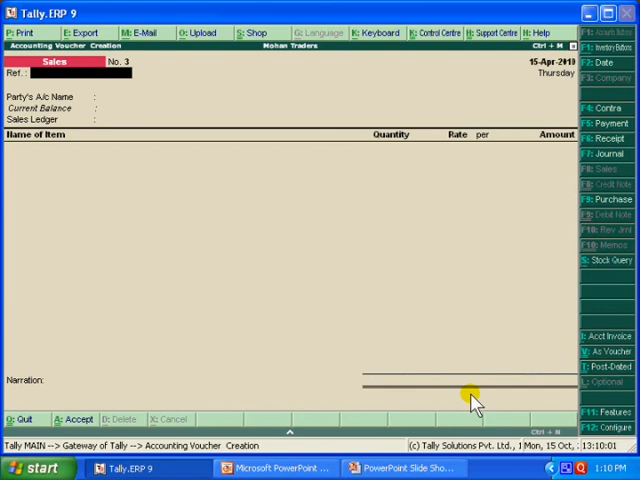 Tally.ERP 9
P: Print E: Export M: E-Mail O: Upload S: Shop G: Language K: Keyboard K: Control Centre H: Support Centre H: Help
Accounting Voucher Creation Mohan Traders Ctrl + M
Sales No. 3 15-Apr-2010
Ref.: Thursday
Party's A/c Name :
Current Balance :
Sales Ledger :
Name of Item Quantity Rate per Amount
Narration:
Q: Quit A: Accept D: Delete X: Cancel
Ctrl + N
Tally MAIN --> Gateway of Tally --> Accounting Voucher Creation (c) Tally Solutions Pvt. Ltd., 1 Mon, 15 Oct, 13:10:01
F1: Inventory Buttons
F2: Date
F3: Company
F4: Contra
F5: Payment
F6: Receipt
F7: Journal
F8: Sales
F8: Credit Note
F9: Purchase
F9: Debit Note
F10: Rev Jrnl
F10: Memos
S: Stock Query
I: Acct Invoice
V: As Voucher
T: Post-Dated
L: Optional
F11: Features
F12: Configure
start Tally.ERP 9 Microsoft PowerPoint ... PowerPoint Slide Sho... 1:10 PM